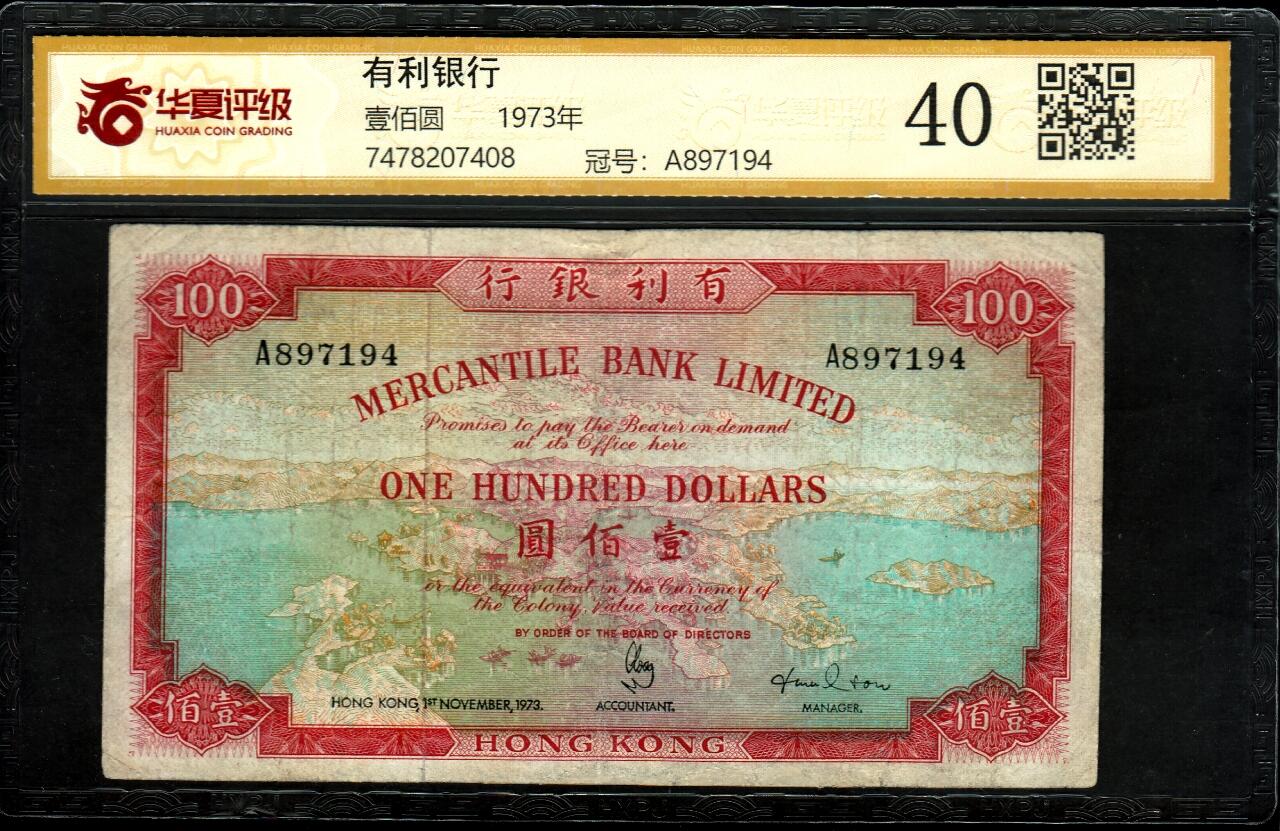 华夏评级
HUAXIA COIN GRADING
有利银行
壹佰圆 1973年
7478207408 冠号: A897194
40
行銀利有
100 100
A897194 A897194
MERCANTILE BANK LIMITED
Promises to pay the Bearer on demand
at its Office here
ONE HUNDRED DOLLARS
圓佰壹
or the equivalent in the Currency of
the Colony, Value received
BY ORDER OF THE BOARD OF DIRECTORS
HONG KONG, 1ST NOVEMBER, 1973. ACCOUNTANT. MANAGER.
佰壹 佰壹
HONG KONG